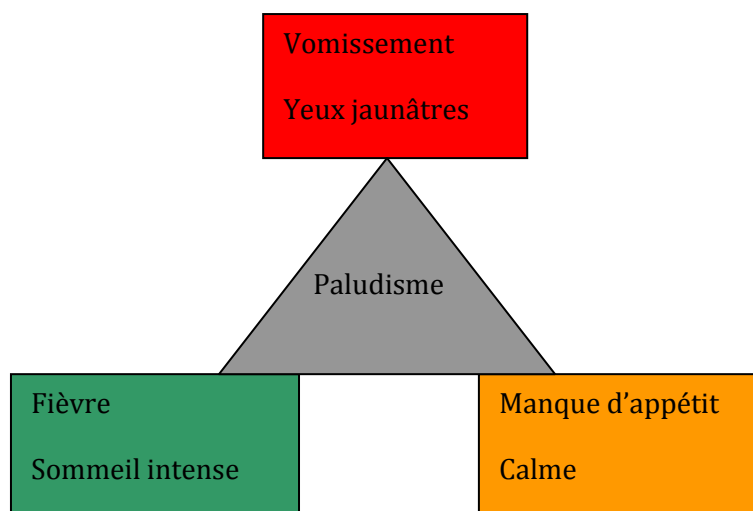 Vomissement
Yeux jaunâtres
Paludisme
Fièvre
Sommeil intense
Manque d’appétit
Calme